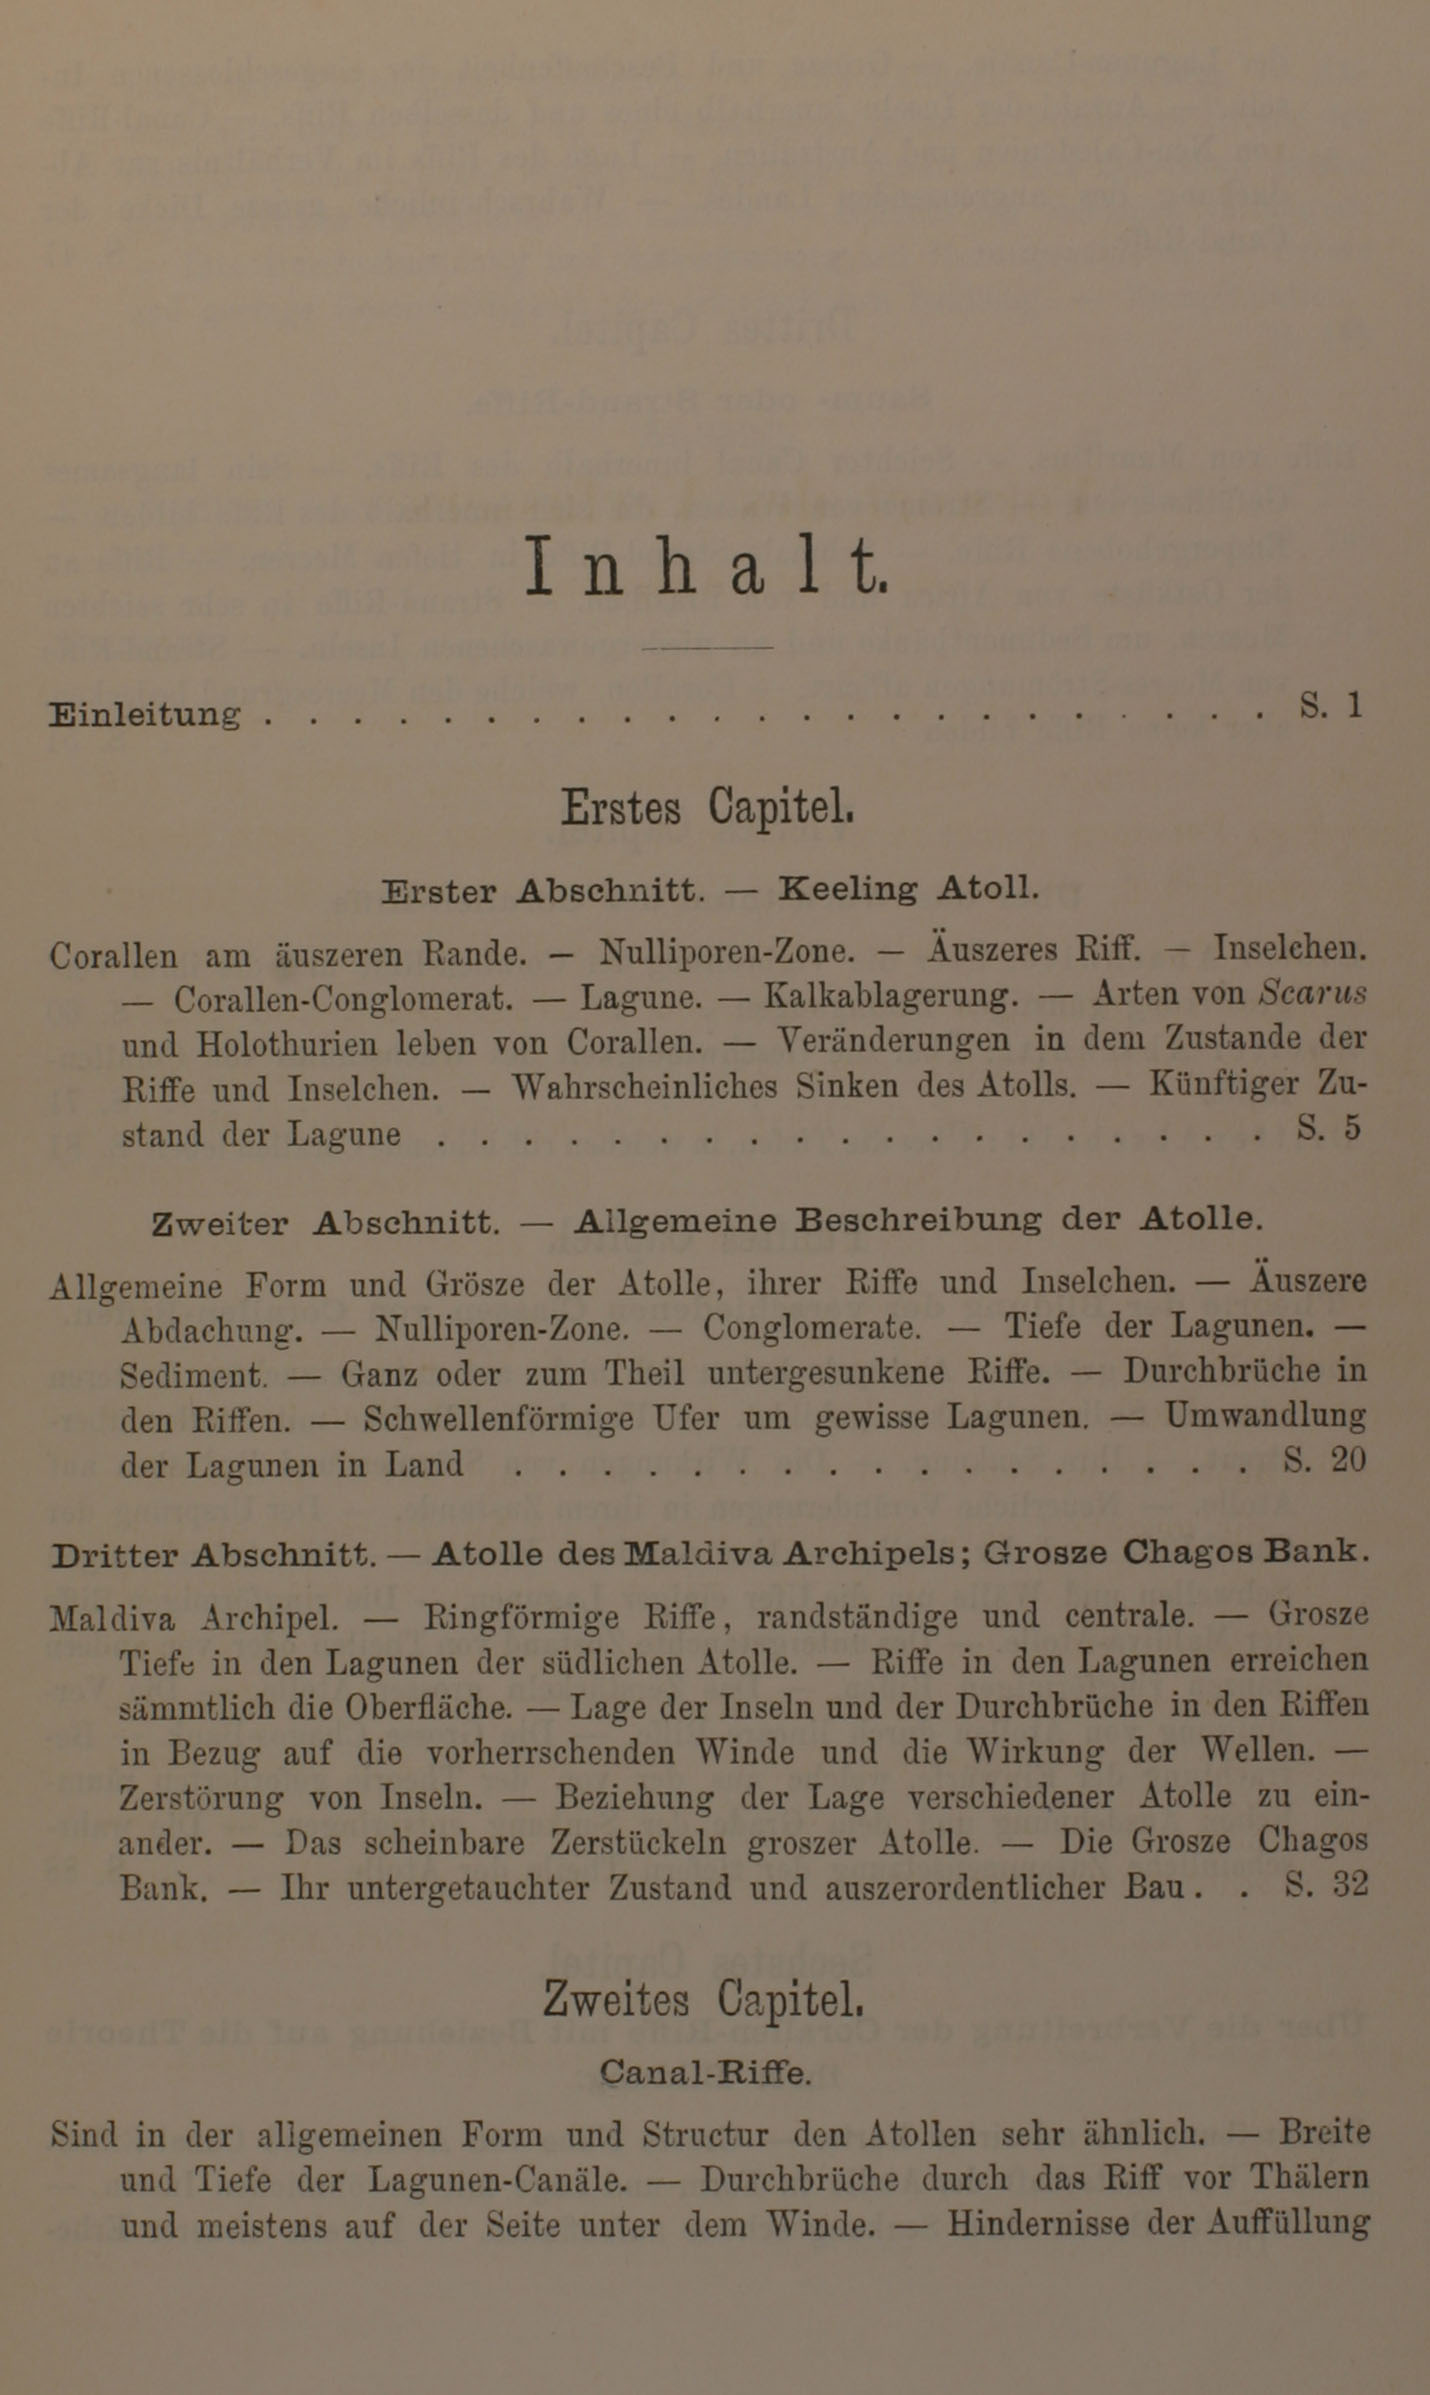 Inhalt.
Einleitung . . . . . . . . . . . . . . . . . . . . . . . S. 1
Erstes Capitel.
Erster Abschnitt. — Keeling Atoll.
Corallen am äuszeren Rande. — Nulliporen-Zone. — Äuszeres Riff. — Inselchen.
— Corallen-Conglomerat. — Lagune. — Kalkablagerung. — Arten von Scarus
und Holothurien leben von Corallen. — Veränderungen in dem Zustande der
Riffe und Inselchen. — Wahrscheinliches Sinken des Atolls. — Künftiger Zu-
stand der Lagune . . . . . . . . . . . . . . . . . . . S. 5
Zweiter Abschnitt. — Allgemeine Beschreibung der Atolle.
Allgemeine Form und Grösze der Atolle, ihrer Riffe und Inselchen. — Äuszere
Abdachung. — Nulliporen-Zone. — Conglomerate. — Tiefe der Lagunen. —
Sediment. — Ganz oder zum Theil untergesunkene Riffe. — Durchbrüche in
den Riffen. — Schwellenförmige Ufer um gewisse Lagunen. — Umwandlung
der Lagunen in Land . . . . . . . . . . . . . . . . . S. 20
Dritter Abschnitt. — Atolle des Maldiva Archipels; Grosze Chagos Bank.
Maldiva Archipel. — Ringförmige Riffe, randständige und centrale. — Grosze
Tiefe in den Lagunen der südlichen Atolle. — Riffe in den Lagunen erreichen
sämmtlich die Oberfläche. — Lage der Inseln und der Durchbrüche in den Riffen
in Bezug auf die vorherrschenden Winde und die Wirkung der Wellen. —
Zerstörung von Inseln. — Beziehung der Lage verschiedener Atolle zu ein-
ander. — Das scheinbare Zerstückeln groszer Atolle. — Die Grosze Chagos
Bank. — Ihr untergetauchter Zustand und auszerordentlicher Bau . . S. 32
Zweites Capitel.
Canal-Riffe.
Sind in der allgemeinen Form und Structur den Atollen sehr ähnlich. — Breite
und Tiefe der Lagunen-Canäle. — Durchbrüche durch das Riff vor Thälern
und meistens auf der Seite unter dem Winde. — Hindernisse der Auffüllung